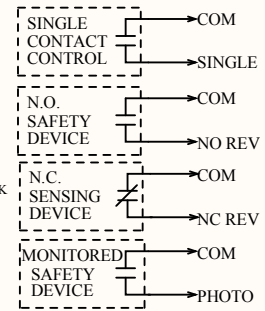 SINGLE
CONTACT
CONTROL
COM
SINGLE
N.O.
SAFETY
DEVICE
COM
NO REV
N.C.
SENSING
DEVICE
COM
NC REV
K
MONITORED
SAFETY
DEVICE
COM
PHOTO